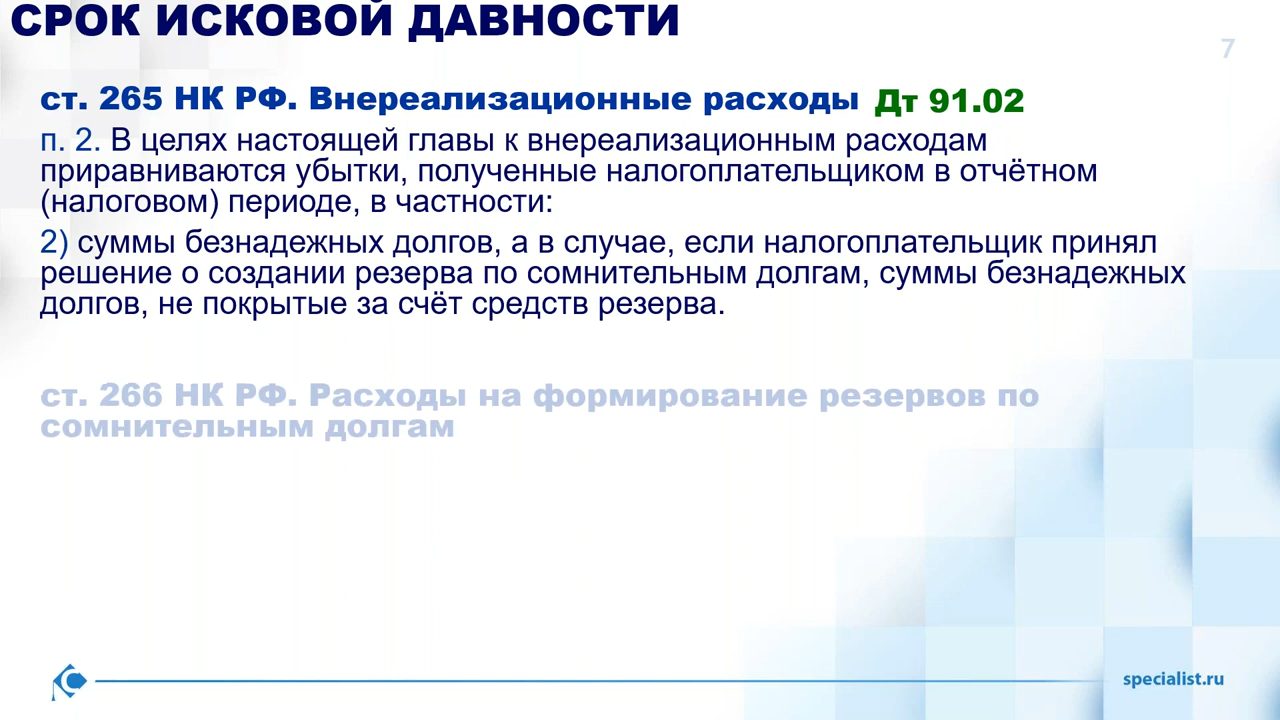 СРОК ИСКОВОЙ ДАВНОСТИ
7
ст. 265 НК РФ. Внереализационные расходы Дт 91.02
п. 2. В целях настоящей главы к внереализационным расходам
приравниваются убытки, полученные налогоплательщиком в отчётном
(налоговом) периоде, в частности:
2) суммы безнадежных долгов, а в случае, если налогоплательщик принял
решение о создании резерва по сомнительным долгам, суммы безнадежных
долгов, не покрытые за счёт средств резерва.
ст. 266 НК РФ. Расходы на формирование резервов по
сомнительным долгам
specialist.ru